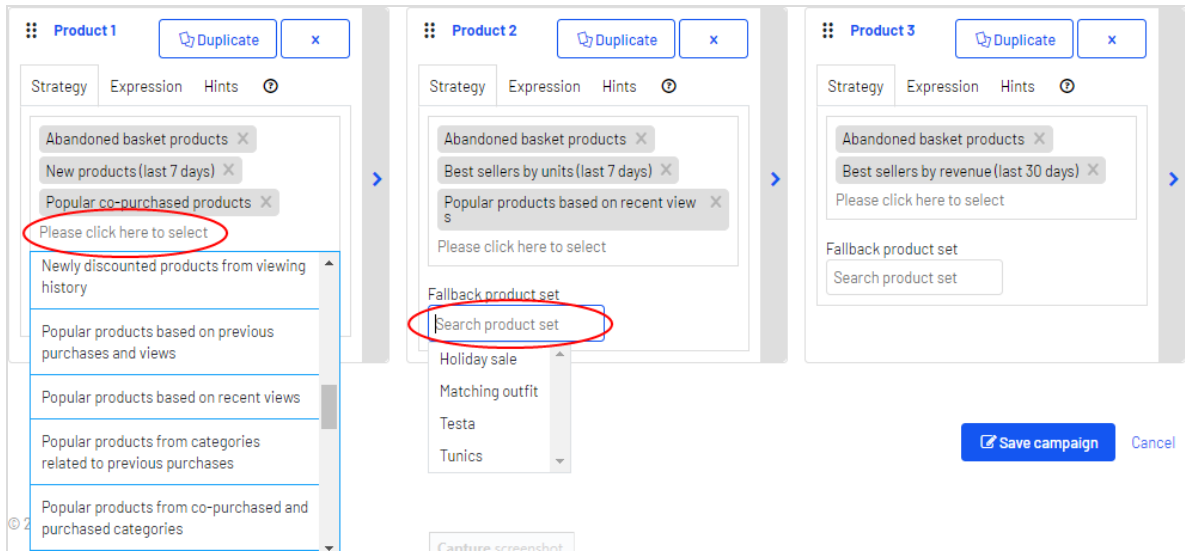 Product 1
Duplicate
x
Strategy Expression Hints ?
Abandoned basket products X
New products (last 7 days) X
Popular co-purchased products X
Please click here to select
Newly discounted products from viewing
history
Popular products based on previous
purchases and views
Popular products based on recent views
Popular products from categories
related to previous purchases
Popular products from co-purchased and
purchased categories
© 2
Product 2
Duplicate
x
Strategy Expression Hints ?
Abandoned basket products X
Best sellers by units (last 7 days) X
Popular products based on recent view X
s
Please click here to select
Fallback product set
Search product set
Holiday sale
Matching outfit
Testa
Tunics
Capture screenshot
Product 3
Duplicate
x
Strategy Expression Hints ?
Abandoned basket products X
Best sellers by revenue (last 30 days) X
Please click here to select
Fallback product set
Search product set
Save campaign Cancel